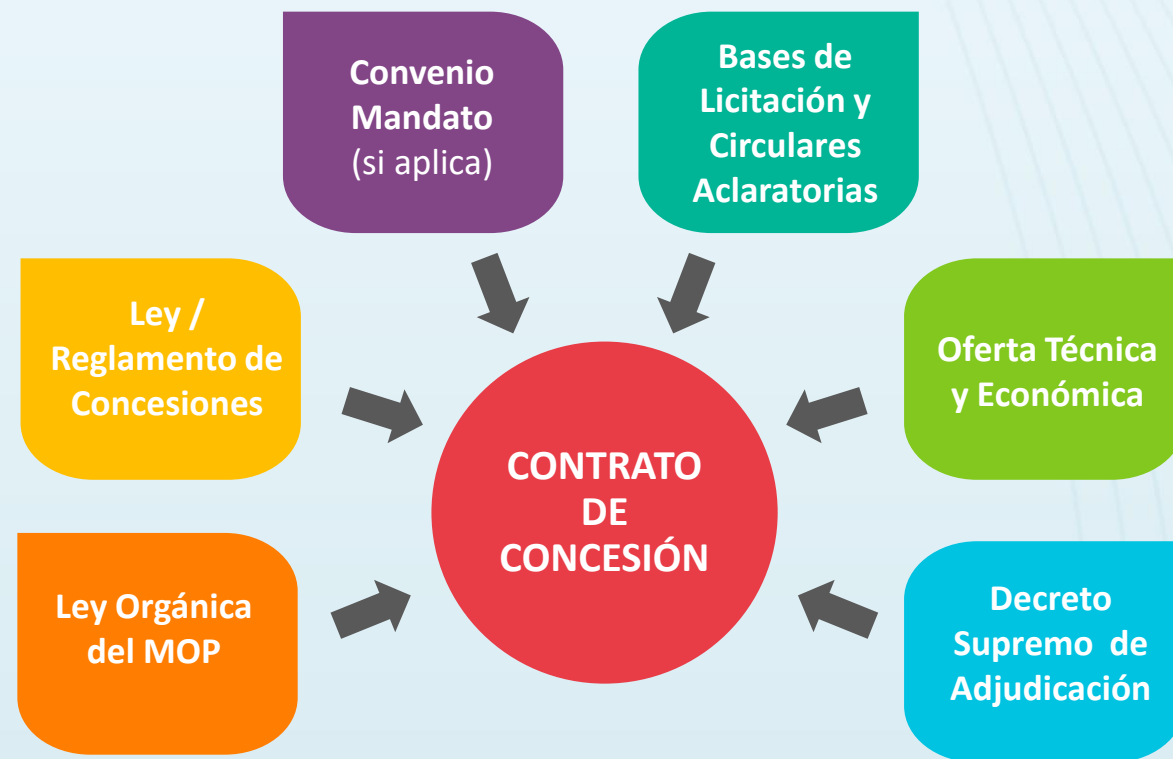 Convenio
Mandato
(si aplica)
Bases de
Licitación y
Circulares
Aclaratorias
Ley /
Reglamento de
Concesiones
Oferta Técnica
y Económica
CONTRATO
DE
CONCESIÓN
Ley Orgánica
del MOP
Decreto
Supremo de
Adjudicación